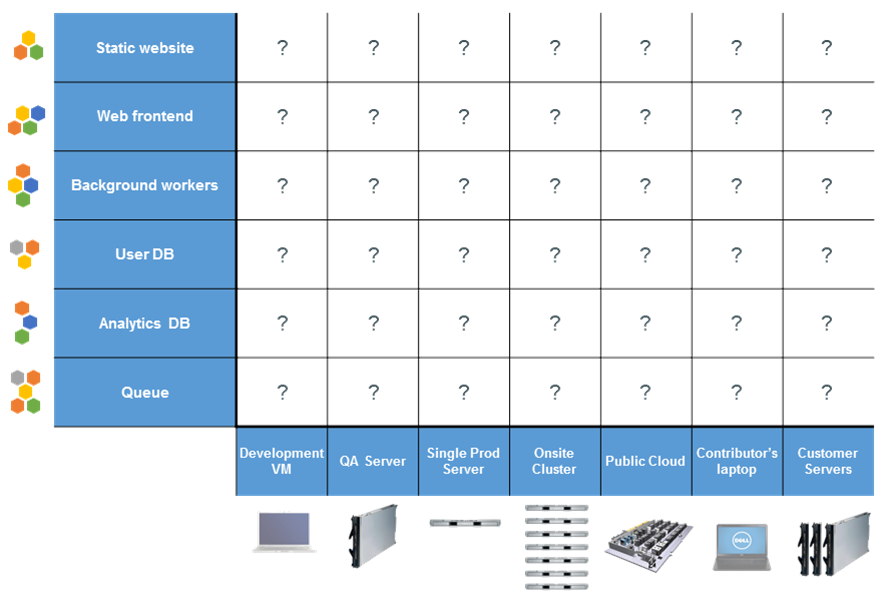 Static website ? ? ? ? ? ? ?
Web frontend ? ? ? ? ? ? ?
Background workers ? ? ? ? ? ? ?
User DB ? ? ? ? ? ? ?
Analytics DB ? ? ? ? ? ? ?
Queue ? ? ? ? ? ? ?
Development
VM
QA Server
Single Prod
Server
Onsite
Cluster
Public Cloud
Contributor's
laptop
Customer
Servers
DELL